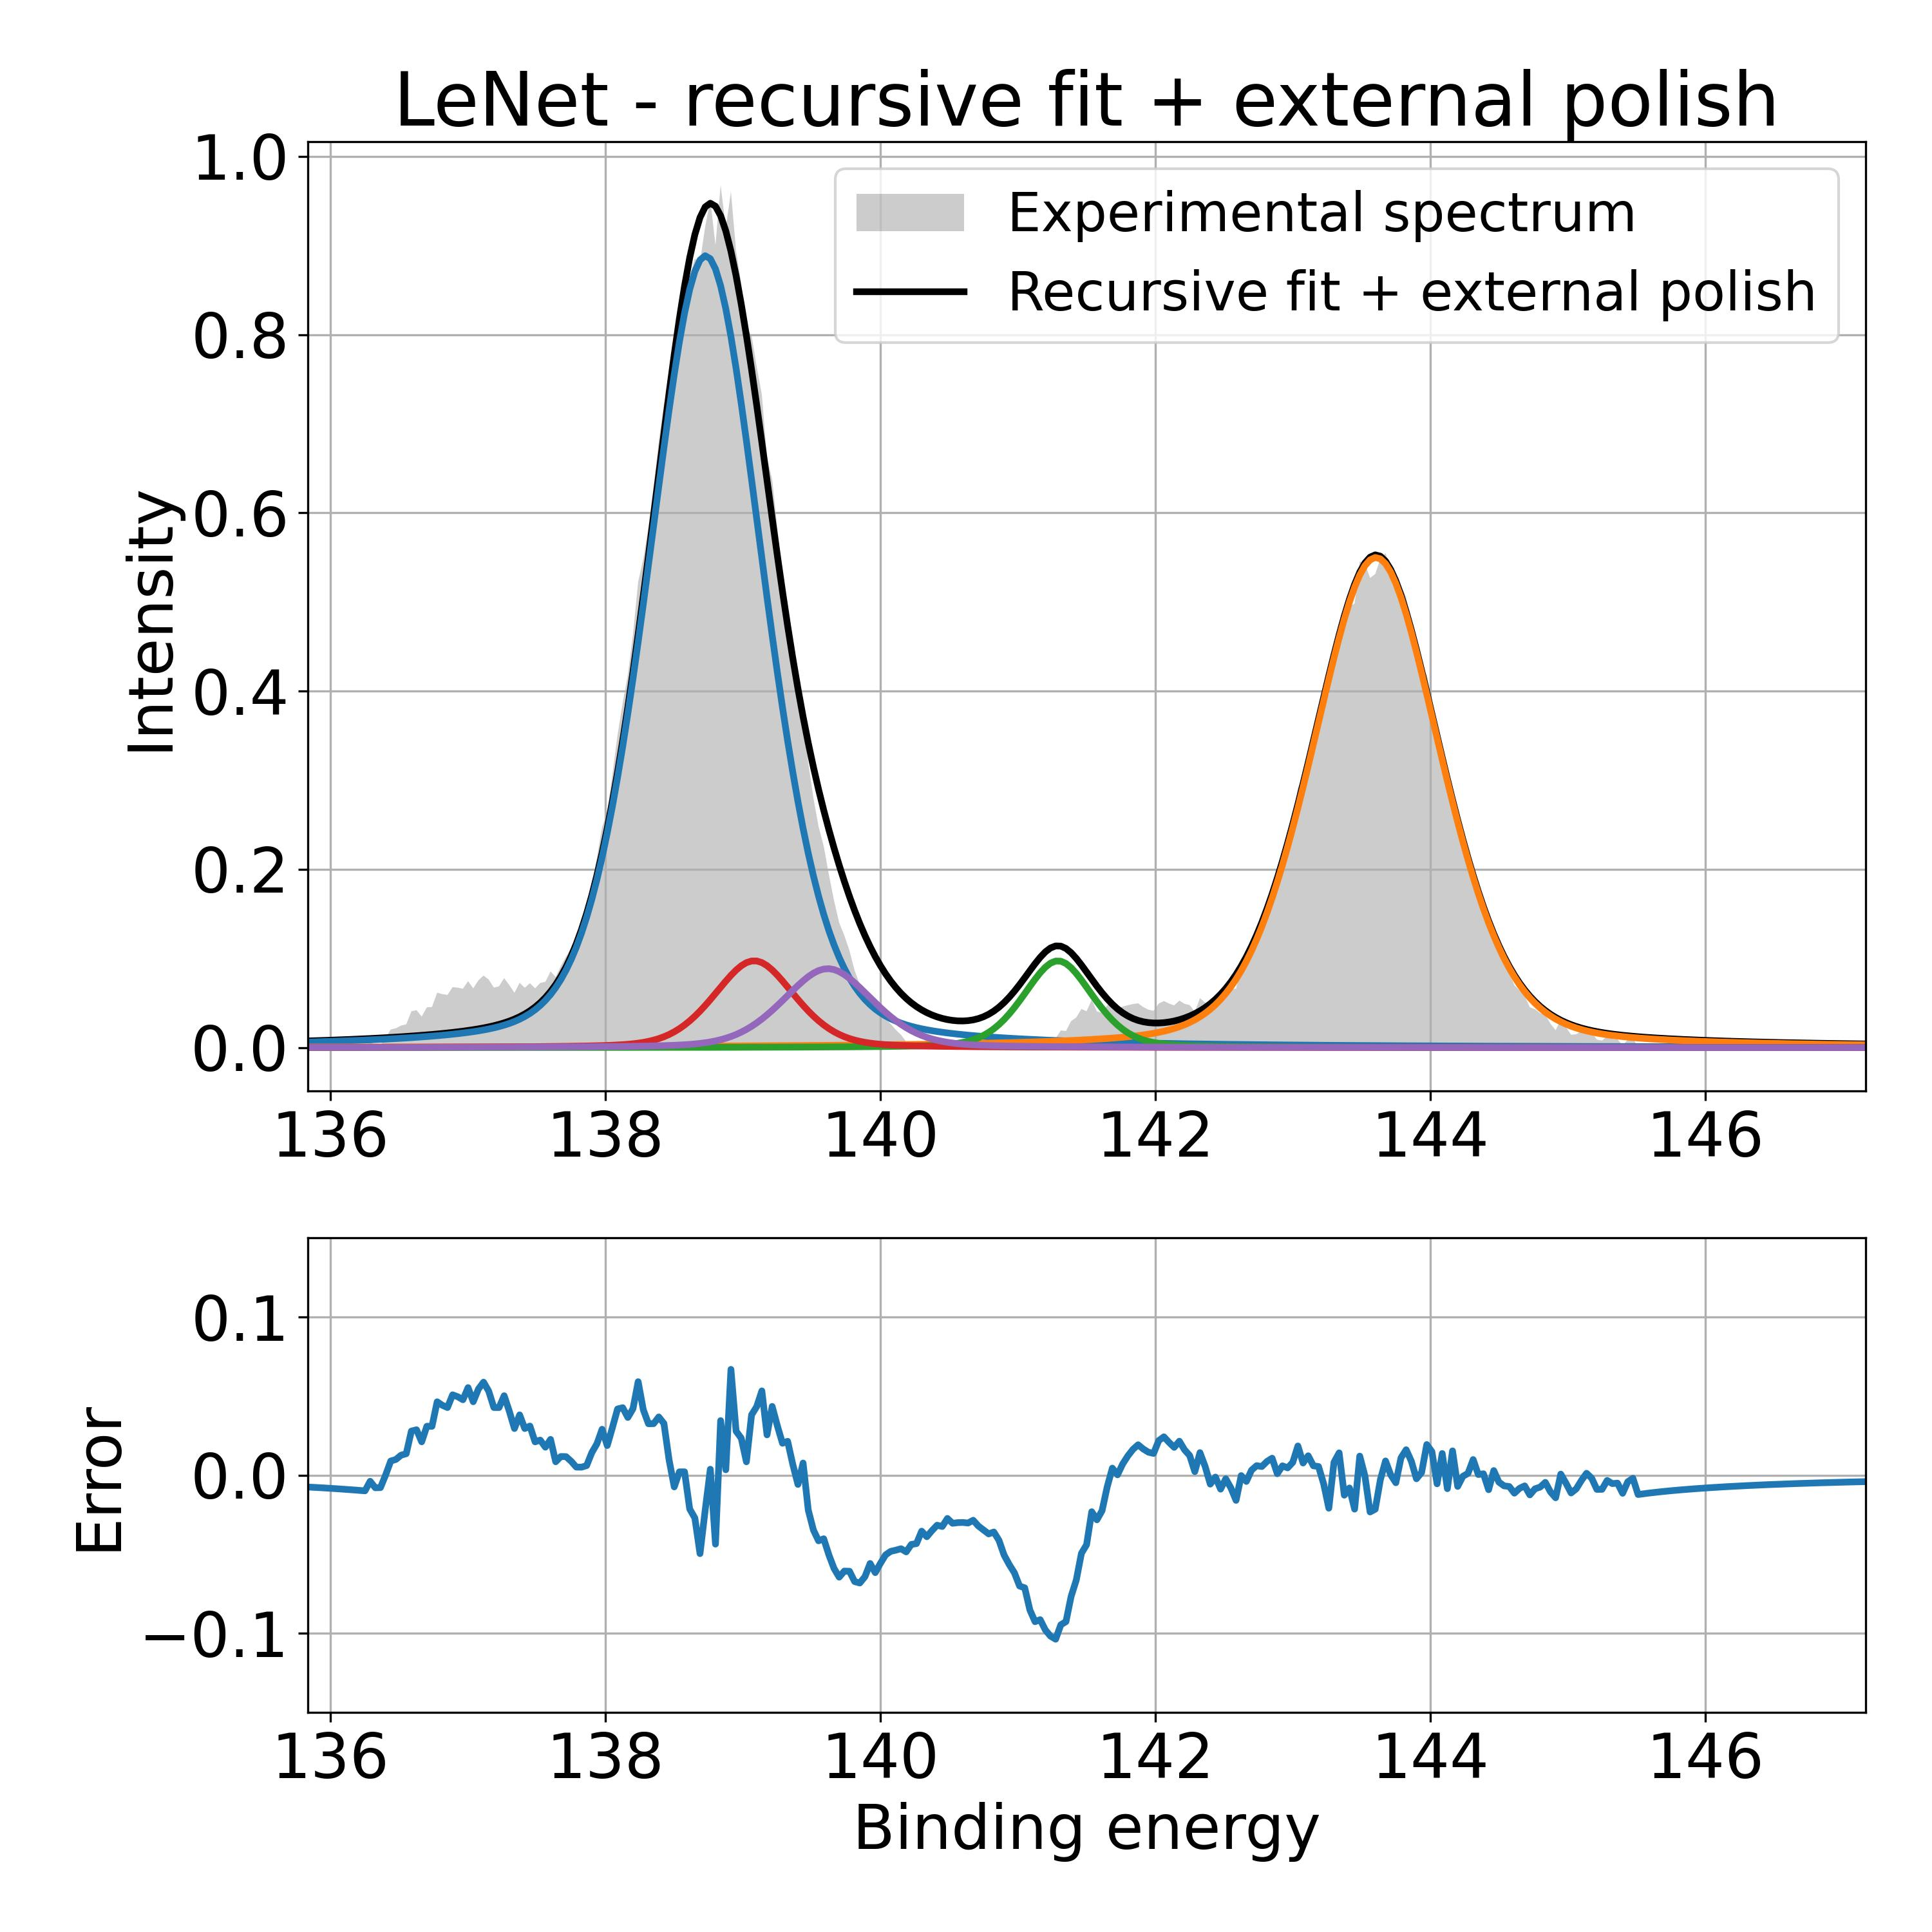 LeNet - recursive fit + external polish
1.0
0.8
0.6
0.4
0.2
0.0
Intensity
Experimental spectrum
Recursive fit + external polish
136 138 140 142 144 146
0.1
0.0
−0.1
Error
136 138 140 142 144 146
Binding energy